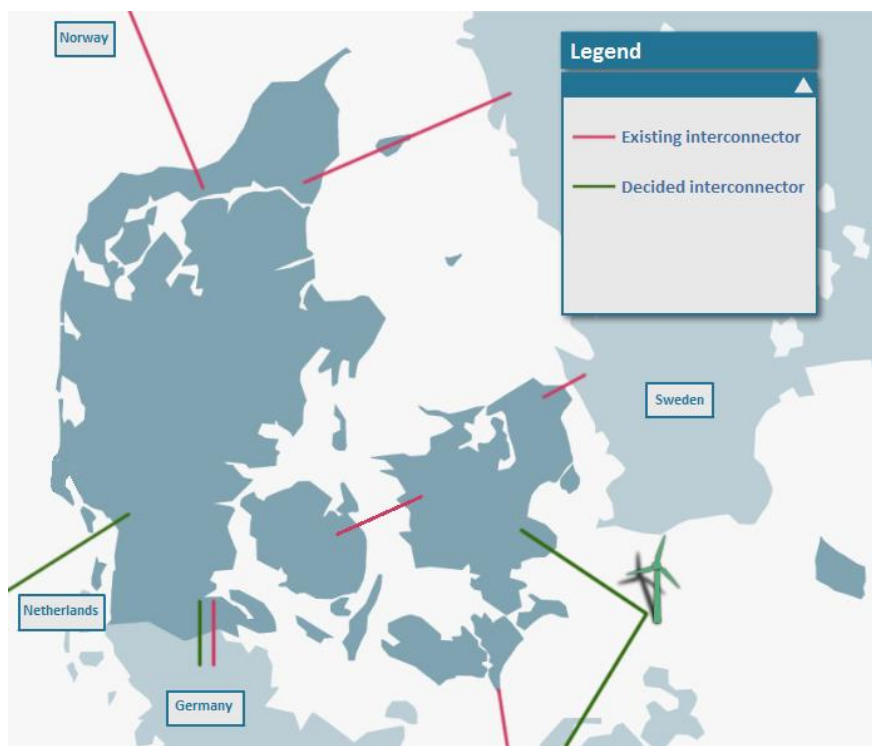 Norway
Legend
Existing interconnector
Decided interconnector
Sweden
Netherlands
Germany